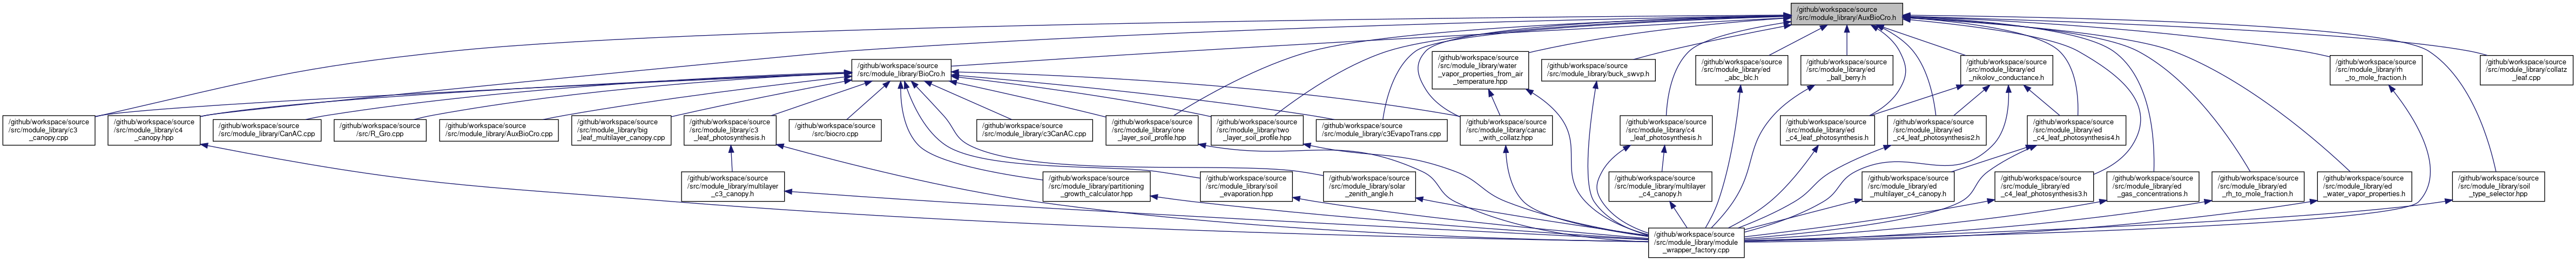 /github/workspace/source
/src/module_library/AuxBioCro.h
/github/workspace/source
/src/module_library/BioCro.h
/github/workspace/source
/src/module_library/water
_vapor_properties_from_air
_temperature.hpp
/github/workspace/source
/src/module_library/buck_swvp.h
/github/workspace/source
/src/module_library/ed
_abc_blc.h
/github/workspace/source
/src/module_library/ed
_ball_berry.h
/github/workspace/source
/src/module_library/ed
_nikolov_conductance.h
/github/workspace/source
/src/module_library/rh
_to_mole_fraction.h
/github/workspace/source
/src/module_library/collatz
_leaf.cpp
/github/workspace/source
/src/module_library/c3
_canopy.cpp
/github/workspace/source
/src/module_library/c4
_canopy.hpp
/github/workspace/source
/src/module_library/CanAC.cpp
/github/workspace/source
/src/R_Gro.cpp
/github/workspace/source
/src/module_library/AuxBioCro.cpp
/github/workspace/source
/src/module_library/big
_leaf_multilayer_canopy.cpp
/github/workspace/source
/src/module_library/c3
_leaf_photosynthesis.h
/github/workspace/source
/src/biocro.cpp
/github/workspace/source
/src/module_library/c3CanAC.cpp
/github/workspace/source
/src/module_library/one
_layer_soil_profile.hpp
/github/workspace/source
/src/module_library/two
_layer_soil_profile.hpp
/github/workspace/source
/src/module_library/c3EvapoTrans.cpp
/github/workspace/source
/src/module_library/canac
_with_collatz.hpp
/github/workspace/source
/src/module_library/c4
_leaf_photosynthesis.h
/github/workspace/source
/src/module_library/ed
_c4_leaf_photosynthesis.h
/github/workspace/source
/src/module_library/ed
_c4_leaf_photosynthesis2.h
/github/workspace/source
/src/module_library/ed
_c4_leaf_photosynthesis4.h
/github/workspace/source
/src/module_library/multilayer
_c3_canopy.h
/github/workspace/source
/src/module_library/partitioning
_growth_calculator.hpp
/github/workspace/source
/src/module_library/soil
_evaporation.hpp
/github/workspace/source
/src/module_library/solar
_zenith_angle.h
/github/workspace/source
/src/module_library/multilayer
_c4_canopy.h
/github/workspace/source
/src/module_library/ed
_multilayer_c4_canopy.h
/github/workspace/source
/src/module_library/ed
_c4_leaf_photosynthesis3.h
/github/workspace/source
/src/module_library/ed
_gas_concentrations.h
/github/workspace/source
/src/module_library/ed
_rh_to_mole_fraction.h
/github/workspace/source
/src/module_library/ed
_water_vapor_properties.h
/github/workspace/source
/src/module_library/soil
_type_selector.hpp
/github/workspace/source
/src/module_library/module
_wrapper_factory.cpp